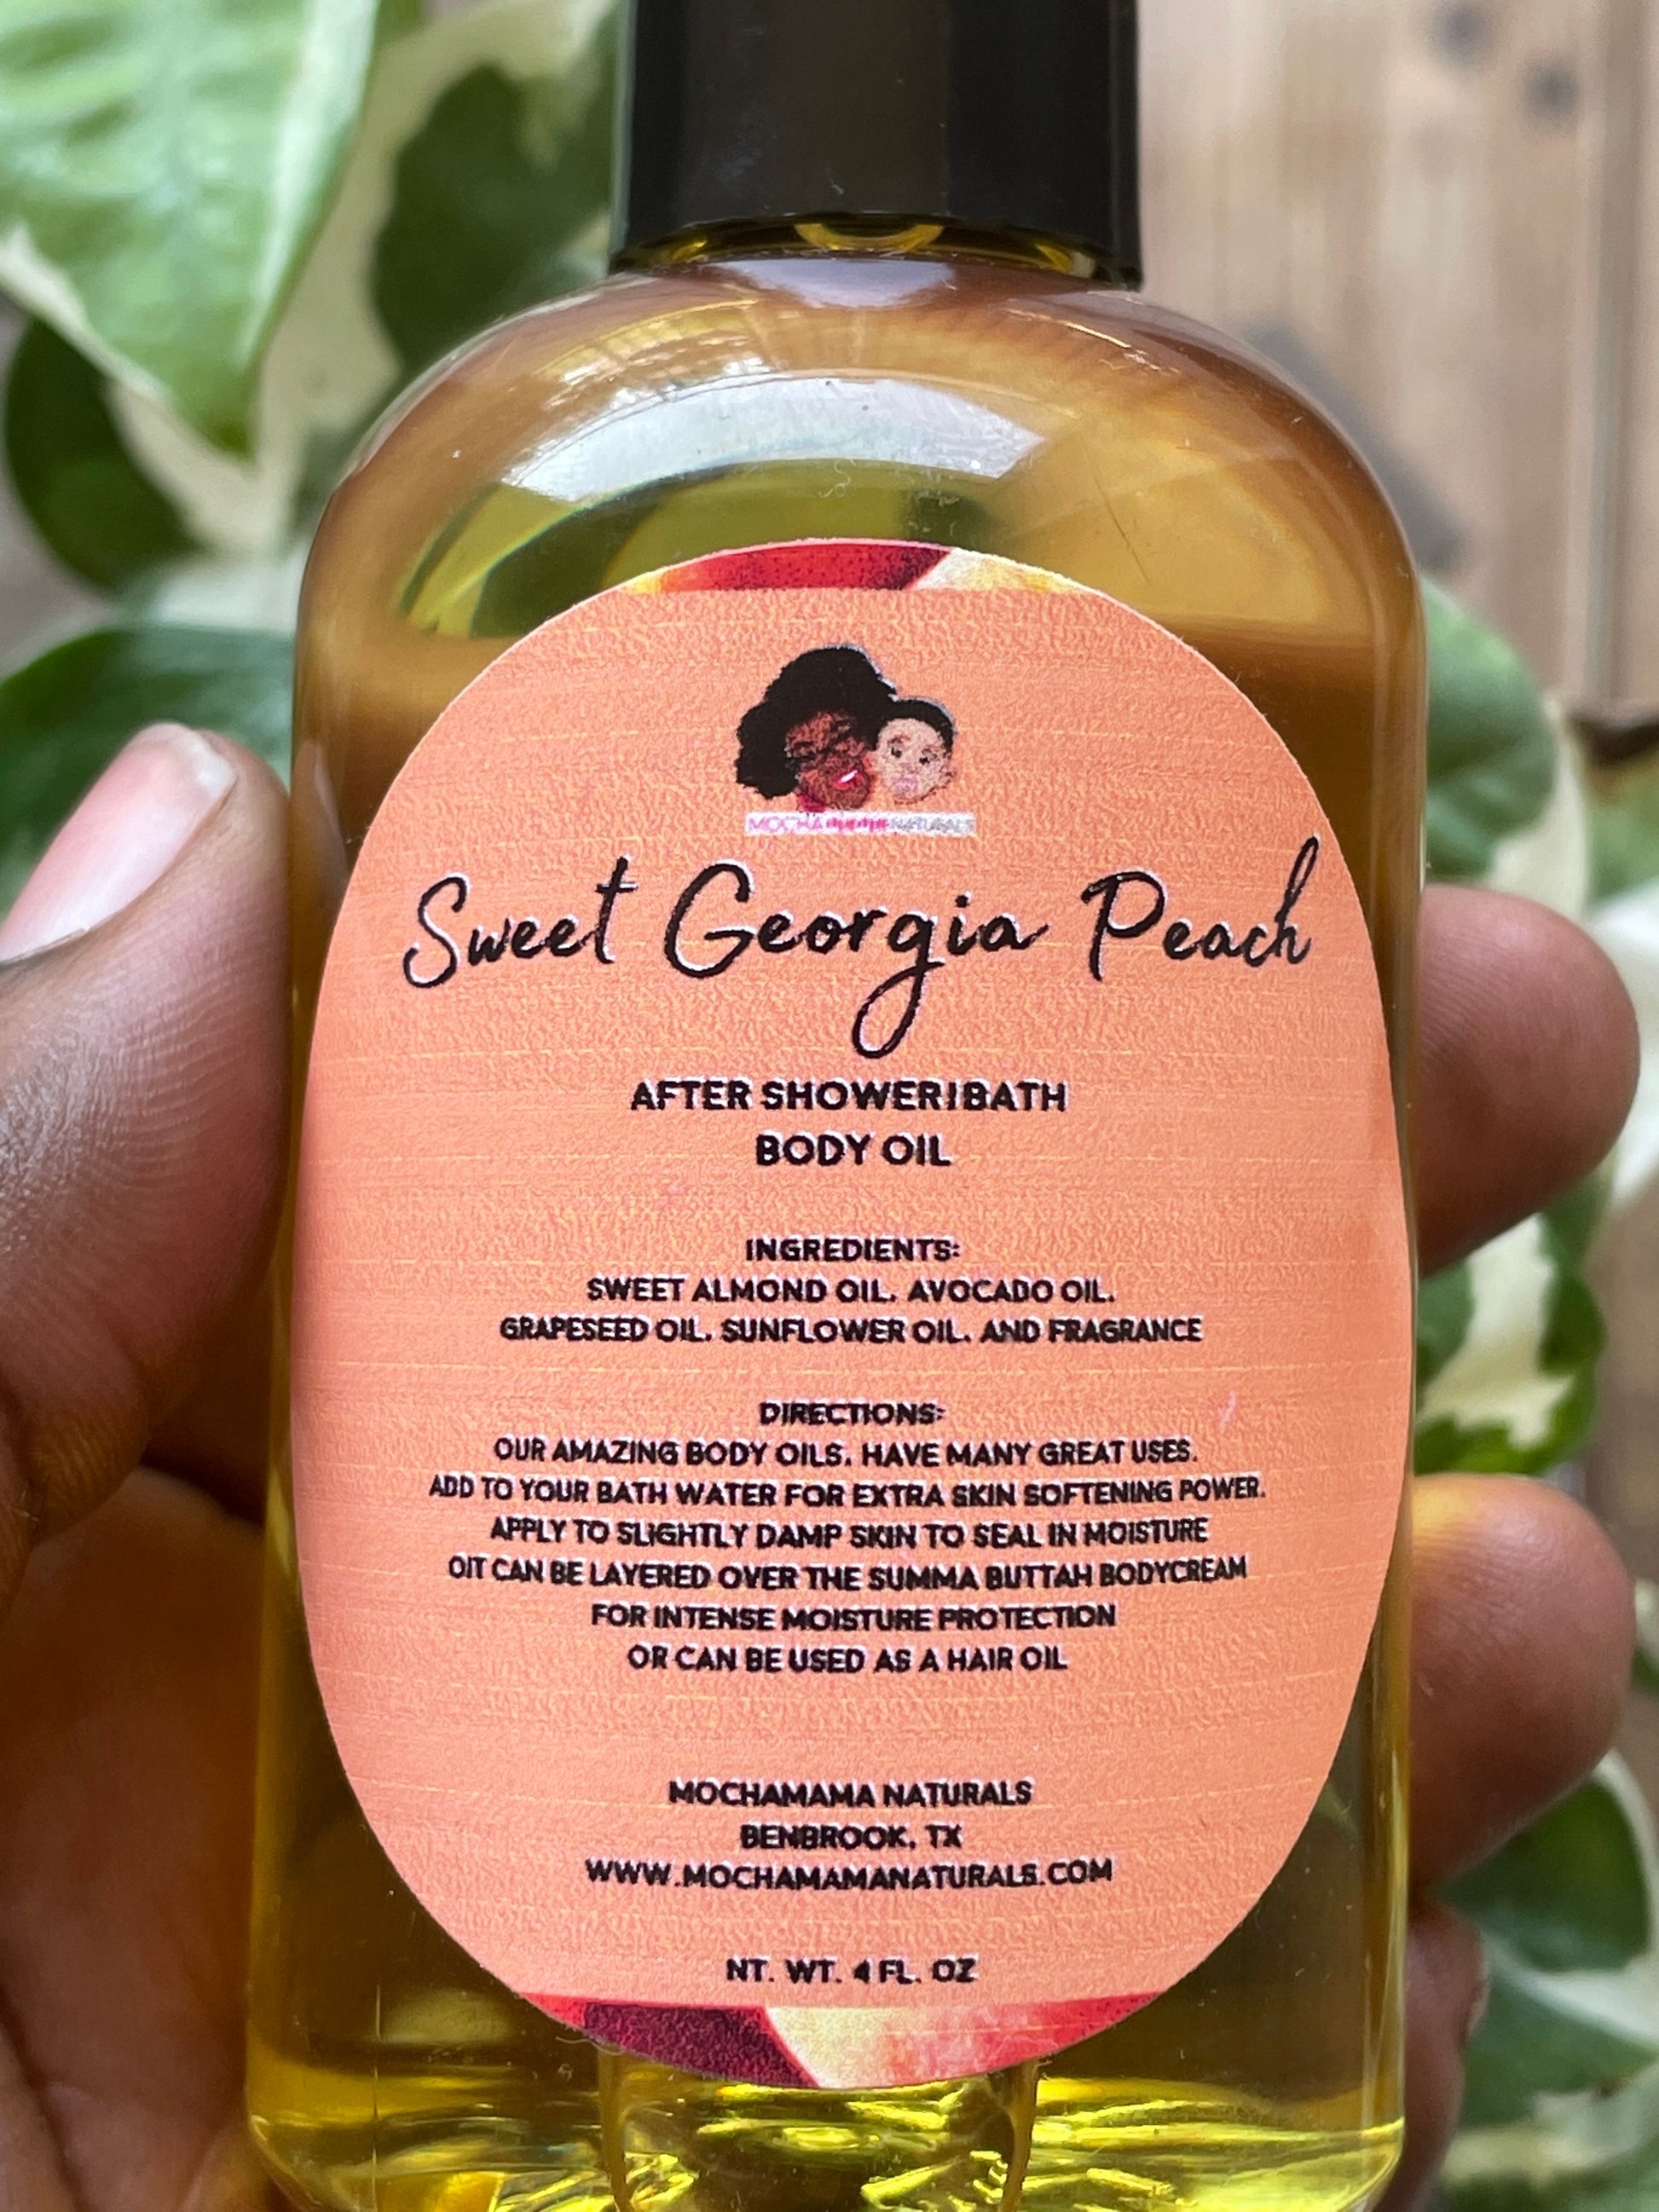 MOCHAMAMA NATURALS
Sweet Georgia Peach
AFTER SHOWER|BATH
BODY OIL
INGREDIENTS:
SWEET ALMOND OIL, AVOCADO OIL,
GRAPESEED OIL, SUNFLOWER OIL, AND FRAGRANCE
DIRECTIONS:
OUR AMAZING BODY OILS, HAVE MANY GREAT USES.
ADD TO YOUR BATH WATER FOR EXTRA SKIN SOFTENING POWER.
APPLY TO SLIGHTLY DAMP SKIN TO SEAL IN MOISTURE
OIT CAN BE LAYERED OVER THE SUMMA BUTTAH BODYCREAM
FOR INTENSE MOISTURE PROTECTION
OR CAN BE USED AS A HAIR OIL
MOCHAMAMA NATURALS
BENBROOK, TX
WWW.MOCHAMAMANATURALS.COM
NT. WT. 4 FL. OZ